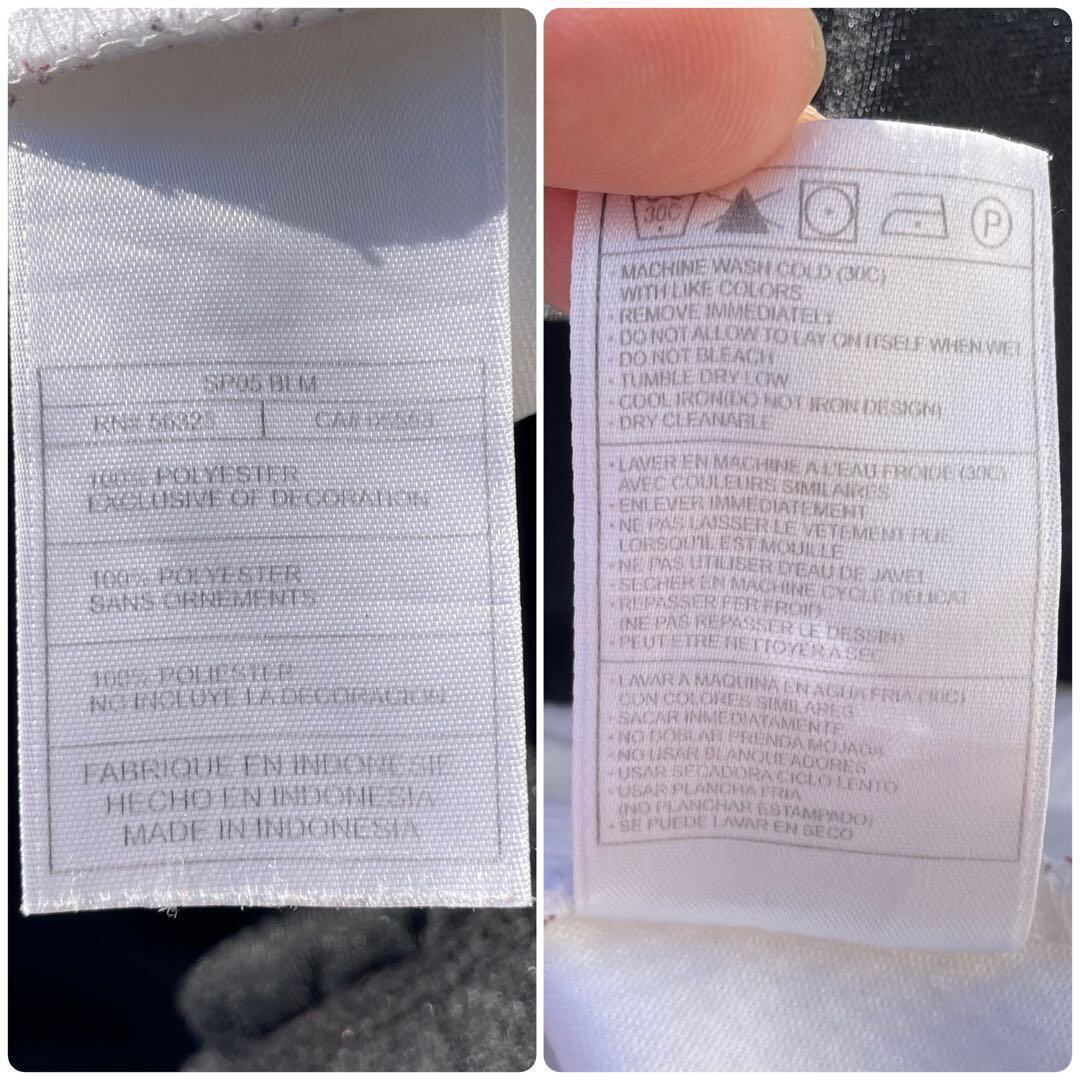 SP05 BLM
RN# 56323 CA# 05553
100% POLYESTER
EXCLUSIVE OF DECORATION
100% POLYESTER
SANS ORNEMENTS
100% POLIESTER
NO INCLUYE LA DECORACION
FABRIQUE EN INDONESIE
HECHO EN INDONESIA
MADE IN INDONESIA
30C P
· MACHINE WASH COLD (30C)
WITH LIKE COLORS
· REMOVE IMMEDIATELY
· DO NOT ALLOW TO LAY ON ITSELF WHEN WET
· DO NOT BLEACH
· TUMBLE DRY LOW
· COOL IRON(DO NOT IRON DESIGN)
· DRY CLEANABLE
· LAVER EN MACHINE A L'EAU FROIDE (30C)
AVEC COULEURS SIMILAIRES
· ENLEVER IMMEDIATEMENT
· NE PAS LAISSER LE VETEMENT PLIE
LORSQU'IL EST MOUILLE
· NE PAS UTILISER D'EAU DE JAVEL
· SECHER EN MACHINE CYCLE DELICAT
· REPASSER FER FROID
(NE PAS REPASSER LE DESSIN)
· PEUT ETRE NETTOYER A SEC
LAVAR A MAQUINA EN AGUA FRIA (30C)
CON COLORES SIMILARES
· SACAR INMEDIATAMENTE
· NO DOBLAR PRENDA MOJADA
· NO USAR BLANQUEADORES
· USAR SECADORA CICLO LENTO
· USAR PLANCHA FRIA
(NO PLANCHAR ESTAMPADO)
· SE PUEDE LAVAR EN SECO